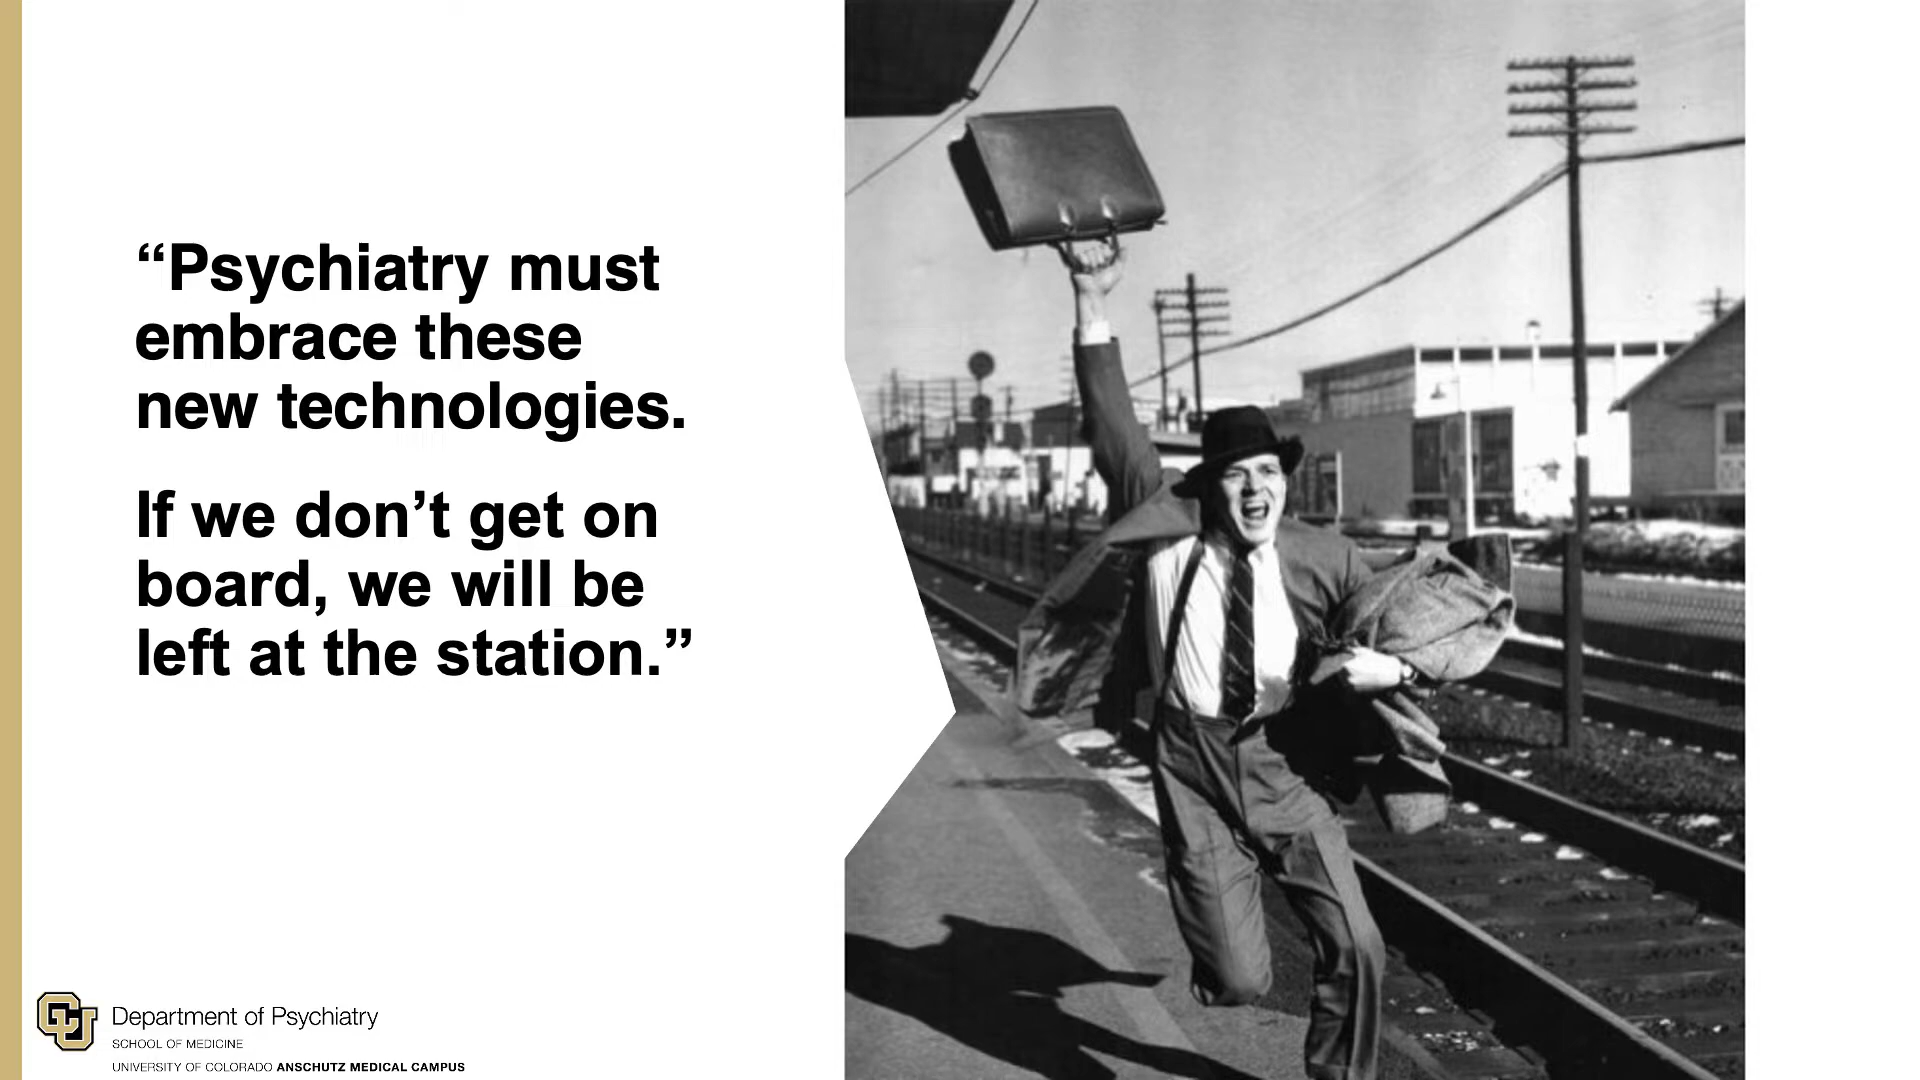 “Psychiatry must
embrace these
new technologies.
If we don’t get on
board, we will be
left at the station.”
CU
Department of Psychiatry
SCHOOL OF MEDICINE
UNIVERSITY OF COLORADO ANSCHUTZ MEDICAL CAMPUS